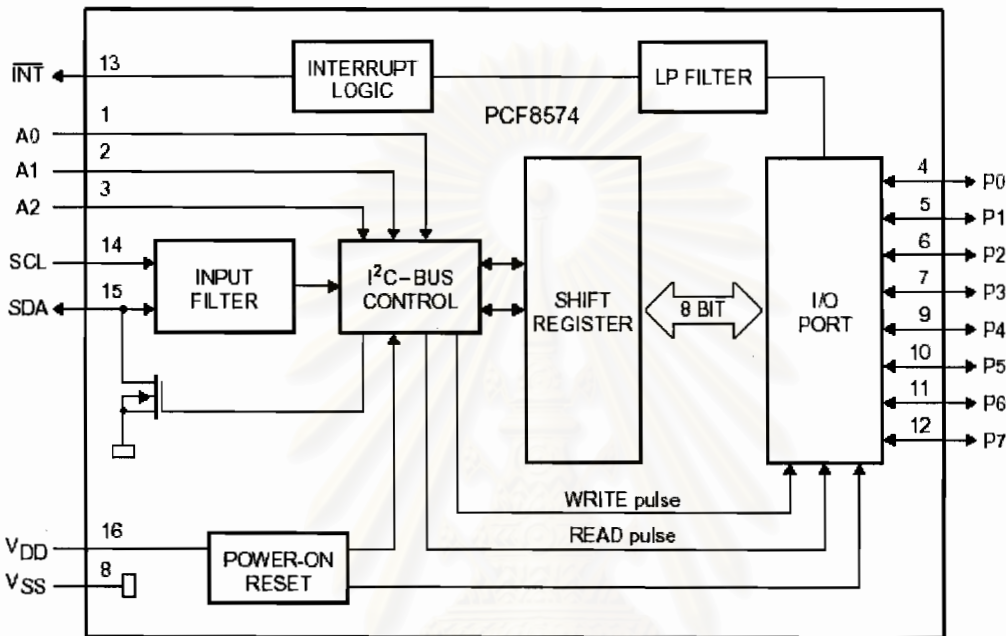 INT
13
INTERRUPT
LOGIC
LP FILTER
PCF8574
A0
1
A1
2
A2
3
SCL
14
SDA
15
INPUT
FILTER
I²C–BUS
CONTROL
SHIFT
REGISTER
8 BIT
I/O
PORT
4
P0
5
P1
6
P2
7
P3
9
P4
10
P5
11
P6
12
P7
WRITE pulse
READ pulse
VDD
16
VSS
8
POWER-ON
RESET